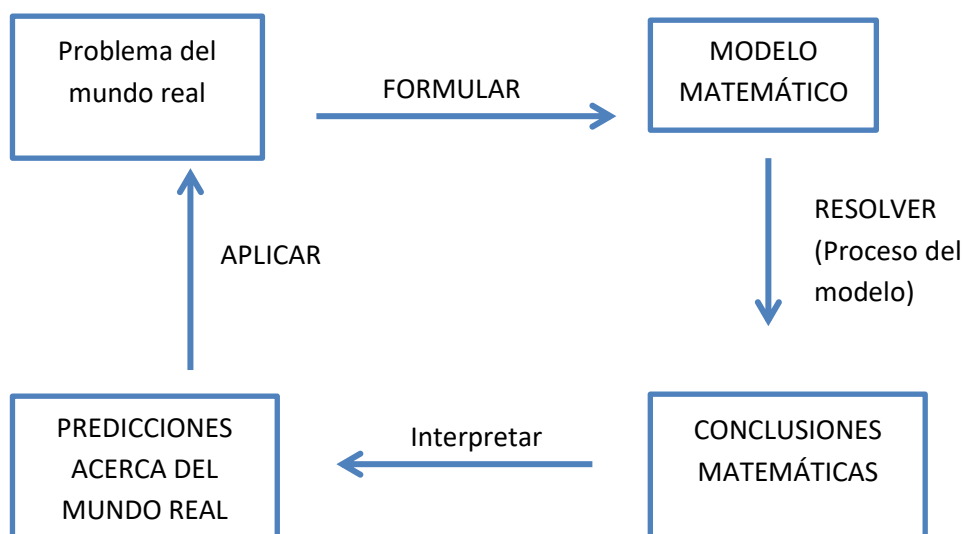 Problema del
mundo real
FORMULAR
MODELO
MATEMÁTICO
RESOLVER
(Proceso del
modelo)
APLICAR
PREDICCIONES
ACERCA DEL
MUNDO REAL
Interpretar
CONCLUSIONES
MATEMÁTICAS